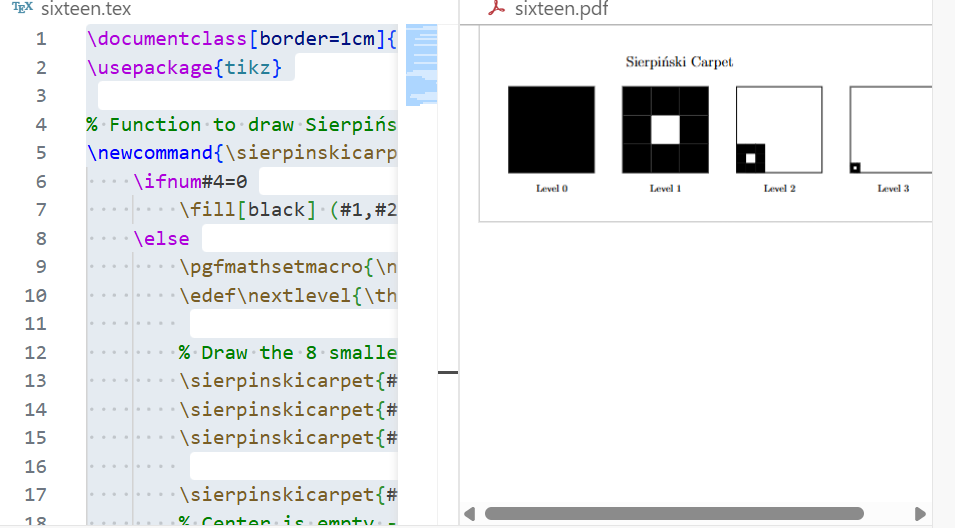 TEX sixteen.tex
sixteen.pdf
1 \documentclass[border=1cm]{
2 \usepackage{tikz}
3
4 % Function to draw Sierpińs
5 \newcommand{\sierpinskicarp
6 \ifnum#4=0
7 \fill[black] (#1,#2
8 \else
9 \pgfmathsetmacro{\n
10 \edef\nextlevel{\th
11
12 % Draw the 8 smalle
13 \sierpinskicarpet{#
14 \sierpinskicarpet{#
15 \sierpinskicarpet{#
16
17 \sierpinskicarpet{#
18 % Center is empty -
Sierpiński Carpet
Level 0
Level 1
Level 2
Level 3